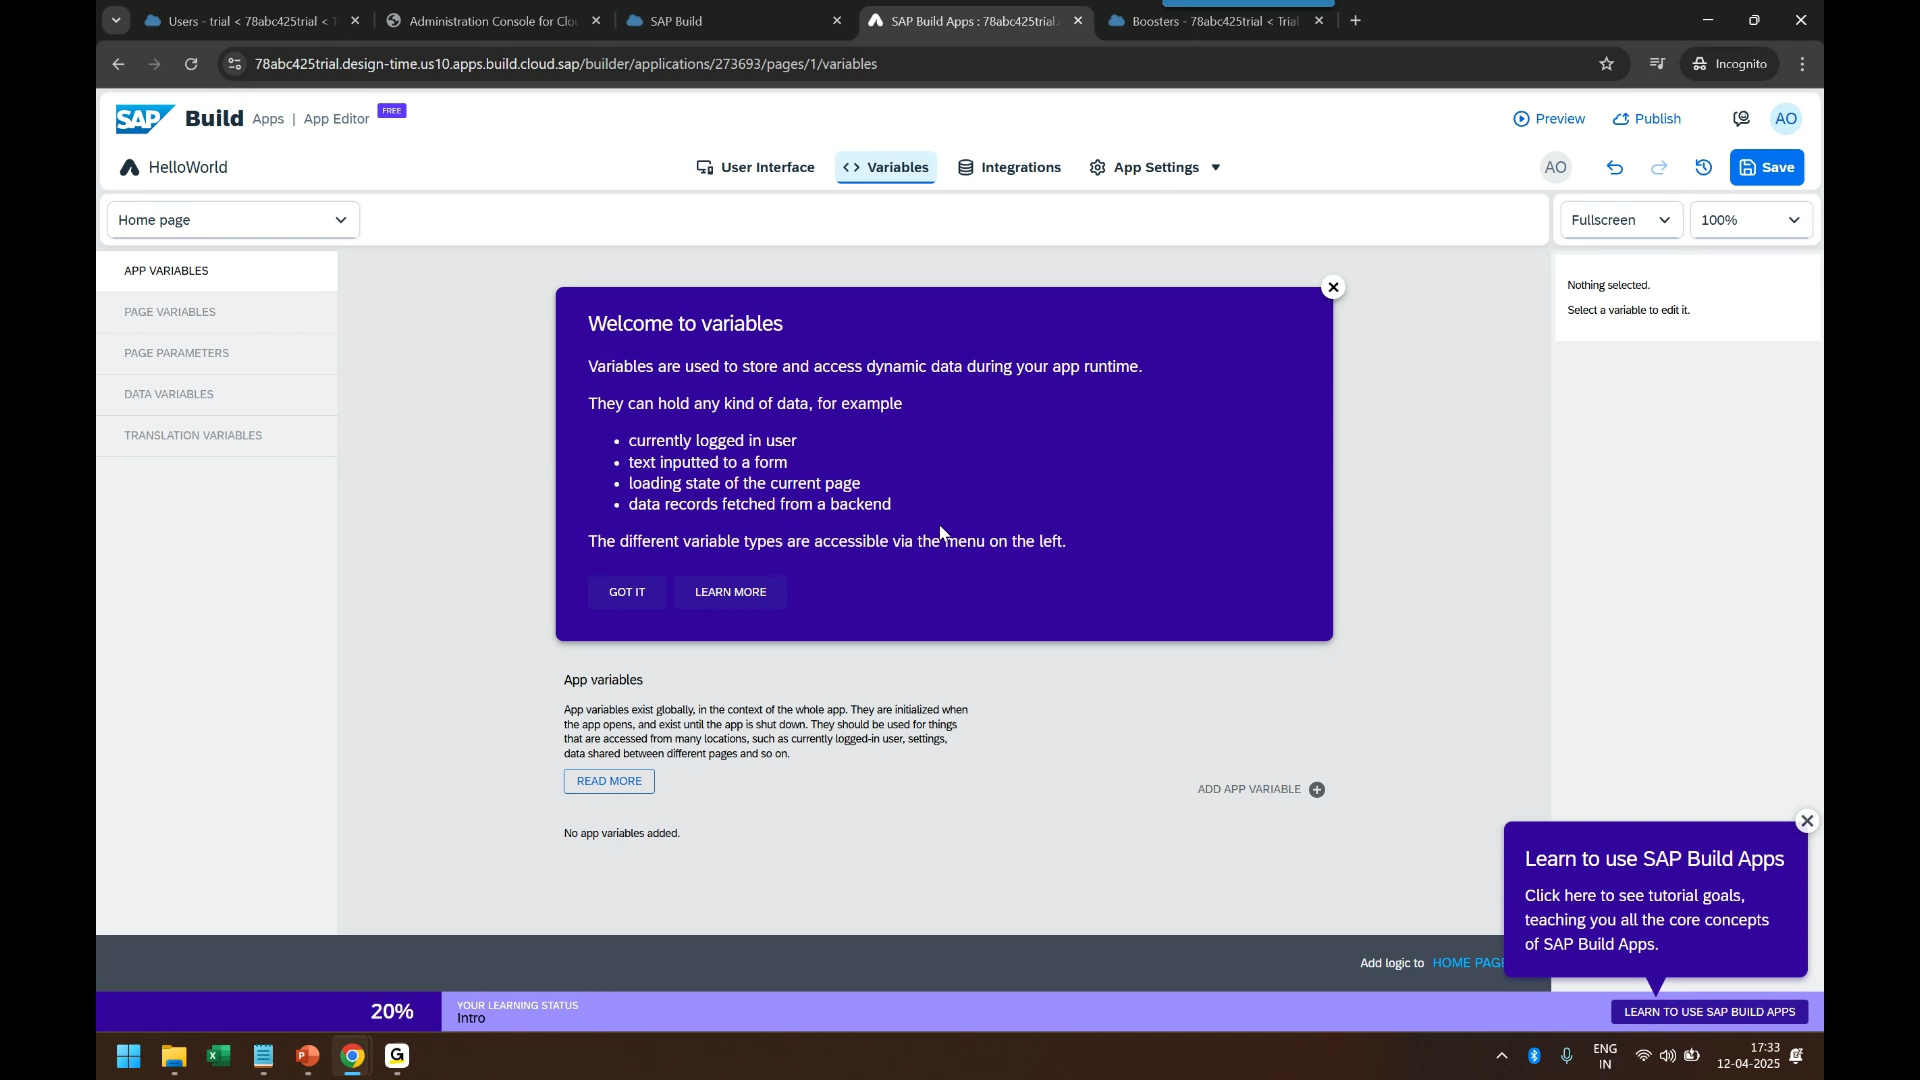 Users - trial < 78abc425trial <
Administration Console for Clo
SAP Build
SAP Build Apps : 78abc425trial.
Boosters - 78abc425trial < Trial
78abc425trial.design-time.us10.apps.build.cloud.sap/builder/applications/273693/pages/1/variables
Incognito
SAP Build Apps | App Editor FREE
Preview
Publish
AO
HelloWorld
User Interface
<> Variables
Integrations
App Settings
AO
Save
Home page
Fullscreen
100%
APP VARIABLES
PAGE VARIABLES
PAGE PARAMETERS
DATA VARIABLES
TRANSLATION VARIABLES
Welcome to variables
Variables are used to store and access dynamic data during your app runtime.
They can hold any kind of data, for example
• currently logged in user
• text inputted to a form
• loading state of the current page
• data records fetched from a backend
The different variable types are accessible via the menu on the left.
GOT IT
LEARN MORE
Nothing selected.
Select a variable to edit it.
App variables
App variables exist globally, in the context of the whole app. They are initialized when
the app opens, and exist until the app is shut down. They should be used for things
that are accessed from many locations, such as currently logged-in user, settings,
data shared between different pages and so on.
READ MORE
ADD APP VARIABLE
No app variables added.
Learn to use SAP Build Apps
Click here to see tutorial goals,
teaching you all the core concepts
of SAP Build Apps.
Add logic to HOME PAGE
20%
YOUR LEARNING STATUS
Intro
LEARN TO USE SAP BUILD APPS
ENG
IN
17:33
12-04-2025